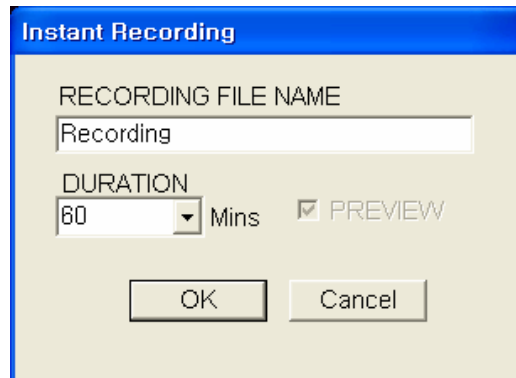 Instant Recording
RECORDING FILE NAME
Recording
DURATION
60 Mins PREVIEW
OK Cancel